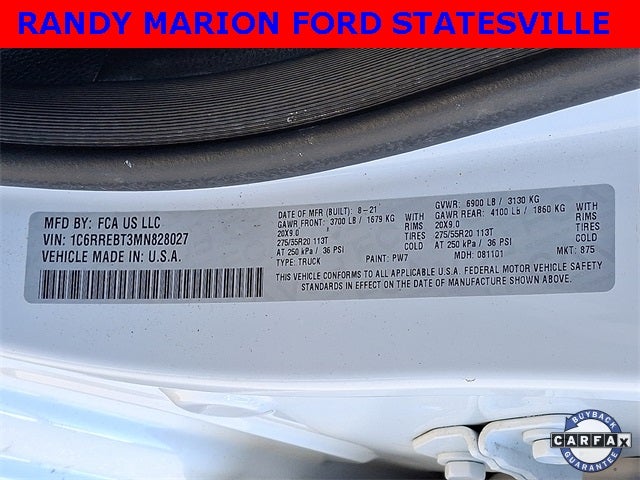 RANDY MARION FORD STATESVILLE
MFD BY: FCA US LLC
VIN: 1C6RREBT3MN828027
VEHICLE MADE IN: U.S.A.
DATE OF MFR (BUILT): 8-21
GAWR FRONT: 3700 LB / 1679 KG WITH
20X9.0 RIMS
275/55R20 113T TIRES
AT 250 kPa / 36 PSI
TYPE: TRUCK PAINT: PW7
GVWR: 6900 LB / 3130 KG
GAWR REAR: 4100 Lb / 1860 KG WITH
20X9.0 RIMS
275/55R20 113T TIRES
AT 250 kPa / 36 PSI
MDH: 081101 MKT: 875
THIS VEHICLE CONFORMS TO ALL APPLICABLE U.S.A. FEDERAL MOTOR VEHICLE SAFETY
STANDARDS IN EFFECT ON THE DATE OF MANUFACTURE SHOWN ABOVE.
BUYBACK
CARFAX
GUARANTEE